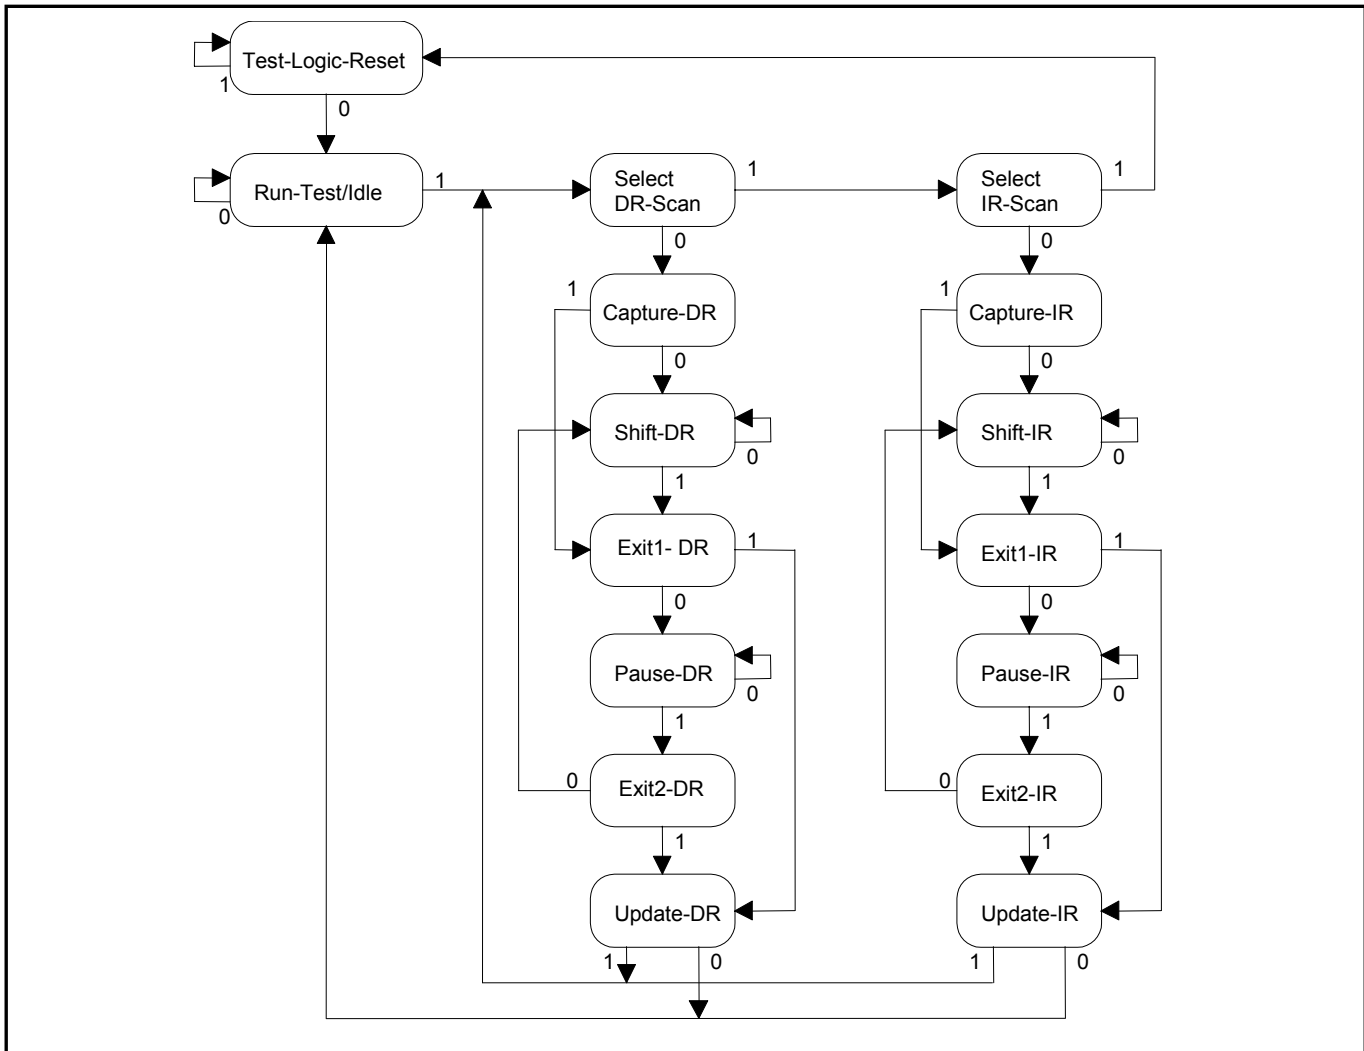 Test-Logic-Reset
1
0
Run-Test/Idle
0
1
Select
DR-Scan
1
Select
IR-Scan
1
0
0
1
Capture-DR
1
Capture-IR
0
0
Shift-DR
0
Shift-IR
0
1
1
Exit1- DR
1
Exit1-IR
1
0
0
Pause-DR
0
Pause-IR
0
1
1
0
Exit2-DR
0
Exit2-IR
1
1
Update-DR
Update-IR
1
0
1
0